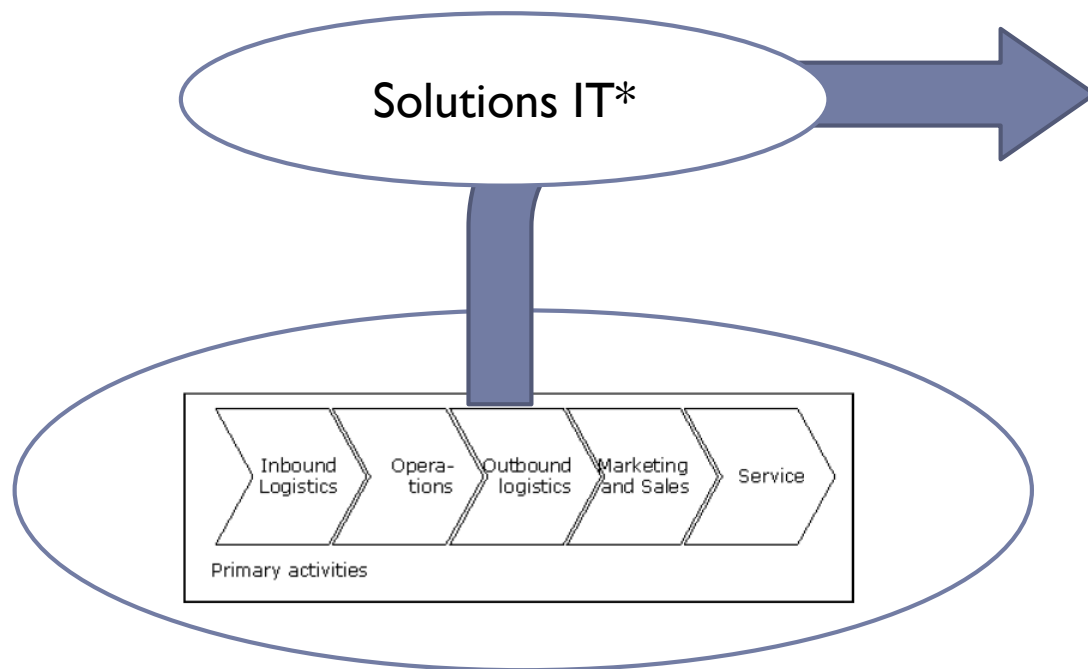 Solutions IT*
Inbound
Logistics
Opera-
tions
Outbound
logistics
Marketing
and Sales
Service
Primary activities